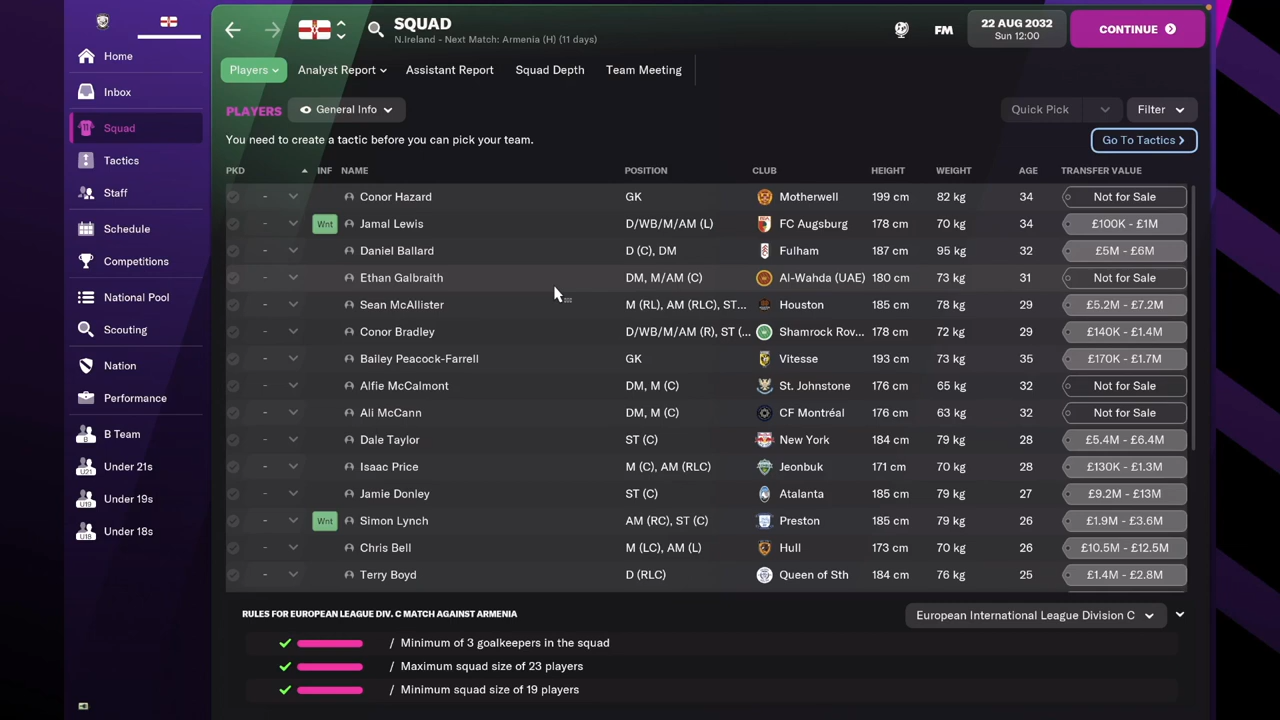 SQUAD
N.Ireland - Next Match: Armenia (H) (11 days)
FM
22 AUG 2032
Sun 12:00
CONTINUE
Home
Inbox
Squad
Tactics
Staff
Schedule
Competitions
National Pool
Scouting
Nation
Performance
B Team
Under 21s
Under 19s
Under 18s
Players Analyst Report Assistant Report Squad Depth Team Meeting
PLAYERS General Info Quick Pick Filter
You need to create a tactic before you can pick your team. Go To Tactics
PKD INF NAME POSITION CLUB HEIGHT WEIGHT AGE TRANSFER VALUE
- Conor Hazard GK Motherwell 199 cm 82 kg 34 Not for Sale
- Wnt Jamal Lewis D/WB/M/AM (L) FC Augsburg 178 cm 70 kg 34 £100K - £1M
- Daniel Ballard D (C), DM Fulham 187 cm 95 kg 32 £5M - £6M
- Ethan Galbraith DM, M/AM (C) Al-Wahda (UAE) 180 cm 73 kg 31 Not for Sale
- Sean McAllister M (RL), AM (RLC), ST... Houston 185 cm 78 kg 29 £5.2M - £7.2M
- Conor Bradley D/WB/M/AM (R), ST (... Shamrock Rov... 178 cm 72 kg 29 £140K - £1.4M
- Bailey Peacock-Farrell GK Vitesse 193 cm 73 kg 35 £170K - £1.7M
- Alfie McCalmont DM, M (C) St. Johnstone 176 cm 65 kg 32 Not for Sale
- Ali McCann DM, M (C) CF Montréal 176 cm 63 kg 32 Not for Sale
- Dale Taylor ST (C) New York 184 cm 79 kg 28 £5.4M - £6.4M
- Isaac Price M (C), AM (RLC) Jeonbuk 171 cm 70 kg 28 £130K - £1.3M
- Jamie Donley ST (C) Atalanta 185 cm 79 kg 27 £9.2M - £13M
- Wnt Simon Lynch AM (RC), ST (C) Preston 185 cm 79 kg 26 £1.9M - £3.6M
- Chris Bell M (LC), AM (L) Hull 173 cm 70 kg 26 £10.5M - £12.5M
- Terry Boyd D (RLC) Queen of Sth 184 cm 76 kg 25 £1.4M - £2.8M
RULES FOR EUROPEAN LEAGUE DIV. C MATCH AGAINST ARMENIA European International League Division C
/ Minimum of 3 goalkeepers in the squad
/ Maximum squad size of 23 players
/ Minimum squad size of 19 players